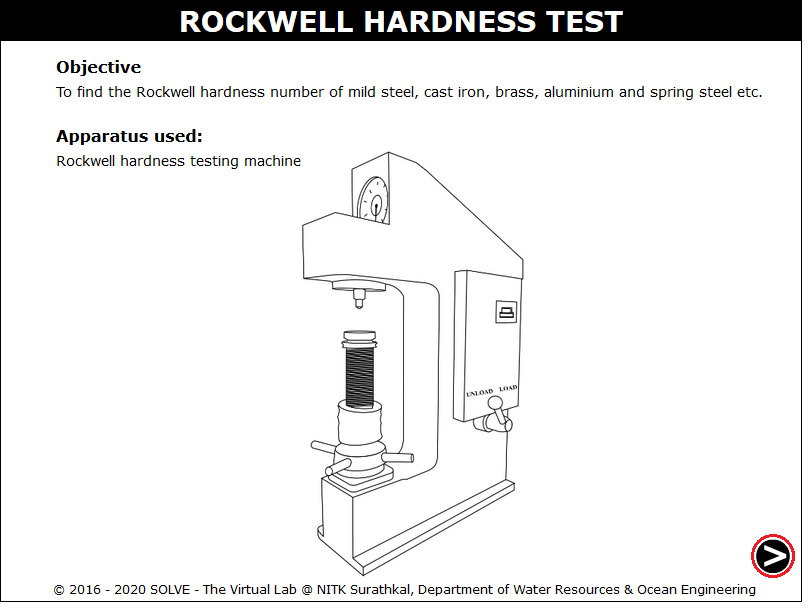 ROCKWELL HARDNESS TEST
Objective
To find the Rockwell hardness number of mild steel, cast iron, brass, aluminium and spring steel etc.
Apparatus used:
Rockwell hardness testing machine
UNLOAD LOAD
© 2016 - 2020 SOLVE - The Virtual Lab @ NITK Surathkal, Department of Water Resources & Ocean Engineering